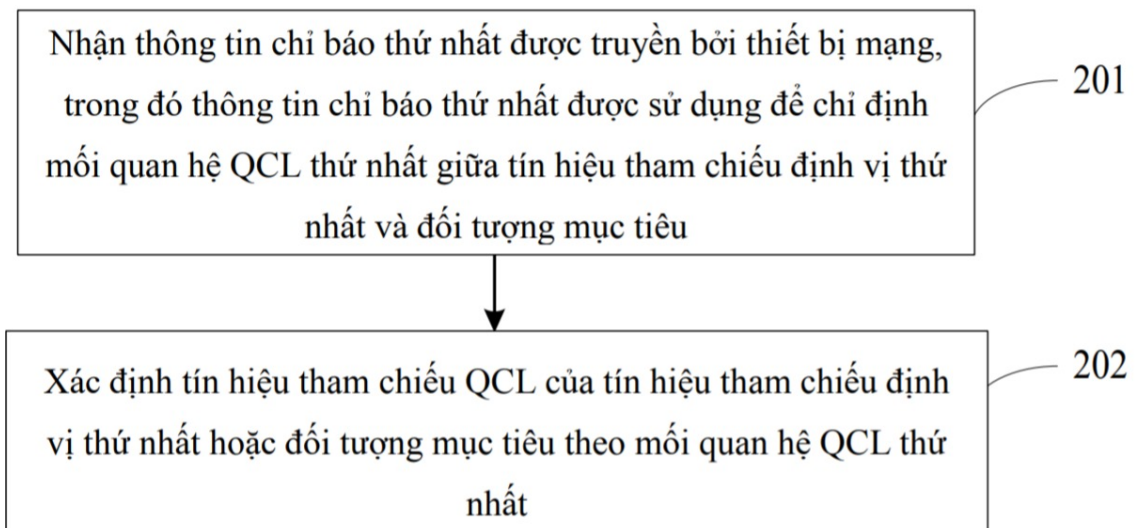 Nhận thông tin chỉ báo thứ nhất được truyền bởi thiết bị mạng,
trong đó thông tin chỉ báo thứ nhất được sử dụng để chỉ định
mối quan hệ QCL thứ nhất giữa tín hiệu tham chiếu định vị thứ
nhất và đối tượng mục tiêu
201
Xác định tín hiệu tham chiếu QCL của tín hiệu tham chiếu định
vị thứ nhất hoặc đối tượng mục tiêu theo mối quan hệ QCL thứ
nhất
202